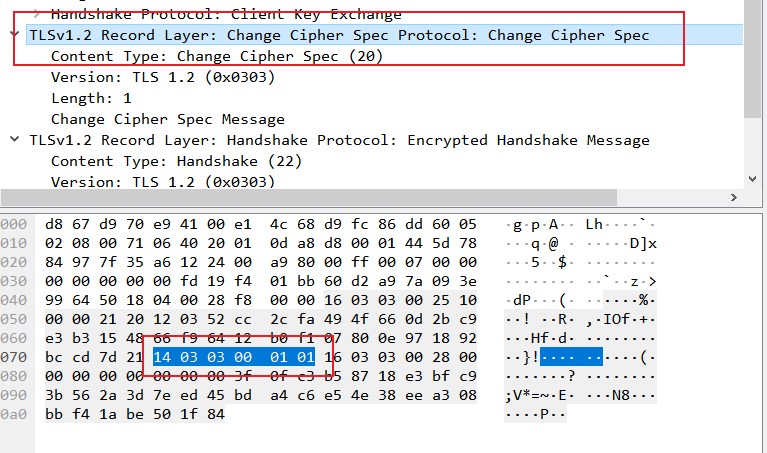 Handshake Protocol: Client Key Exchange
TLSv1.2 Record Layer: Change Cipher Spec Protocol: Change Cipher Spec
Content Type: Change Cipher Spec (20)
Version: TLS 1.2 (0x0303)
Length: 1
Change Cipher Spec Message
TLSv1.2 Record Layer: Handshake Protocol: Encrypted Handshake Message
Content Type: Handshake (22)
Version: TLS 1.2 (0x0303)
000 d8 67 d9 70 e9 41 00 e1 4c 68 d9 fc 86 dd 60 05 ·g·p·A·· Lh····`·
010 02 08 00 71 06 40 20 01 0d a8 d8 00 01 44 5d 78 ···q·@ · ·····D]x
020 84 97 7f 35 a6 12 24 00 a9 80 00 ff 00 07 00 00 ···5··$· ········
030 00 00 00 00 00 fd 19 f4 01 bb 60 d2 a9 7a 09 3e ········ ··`··z·>
040 99 64 50 18 04 00 28 f8 00 00 16 03 03 00 25 10 ·dP···(· ······%·
050 00 00 21 20 12 03 52 cc 2c fa 49 4f 66 0d 2b c9 ··! ··R· ,·IOf·+·
060 e3 b3 15 48 66 f9 64 12 b0 f1 07 80 0e 97 18 92 ···Hf·d· ········
070 bc cd 7d 21 14 03 03 00 01 01 16 03 03 00 28 00 ··}!···· ······(·
080 00 00 00 00 00 00 00 3f 0f c3 b5 87 18 e3 bf c9 ·······? ········
090 3b 56 2a 3d 7e ed 45 bd a4 c6 e5 4e 38 ee a3 08 ;V*=~·E· ···N8···
0a0 bb f4 1a be 50 1f 84 ····P··